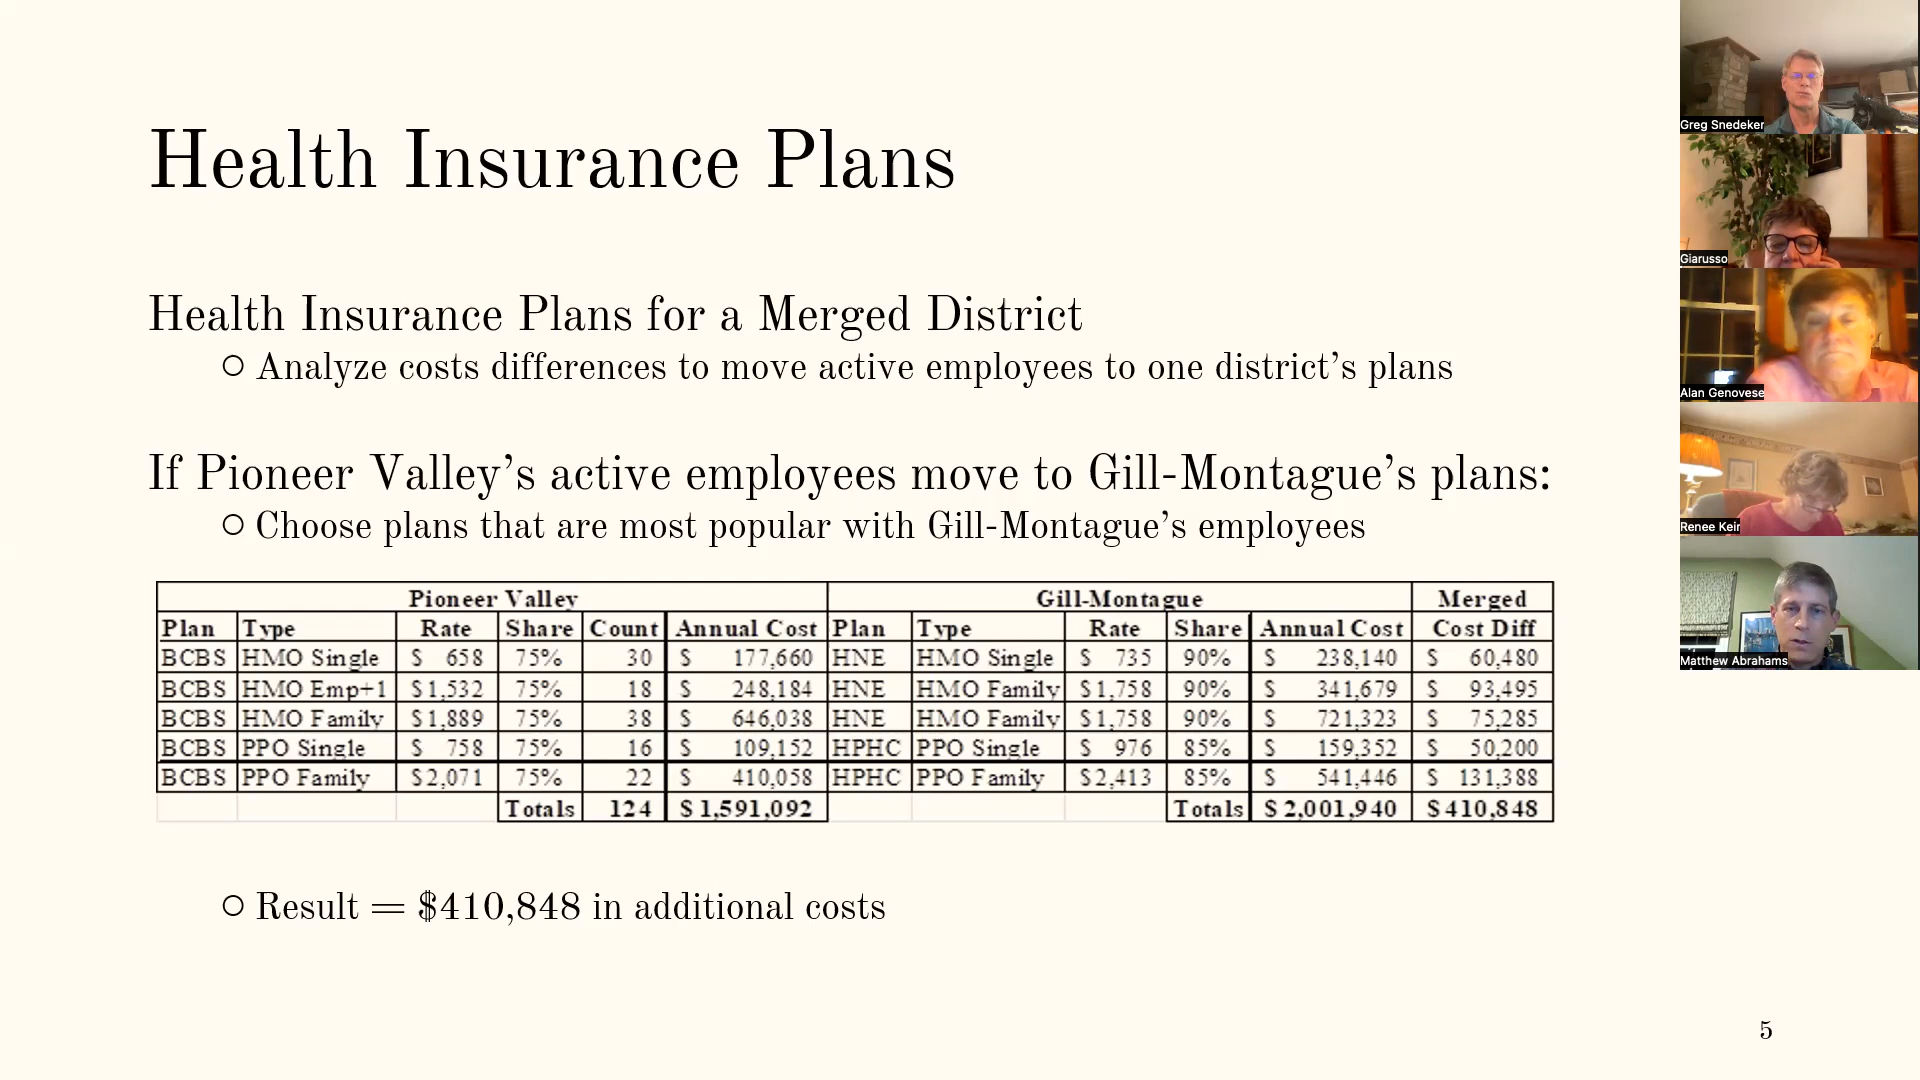 Health Insurance Plans
Health Insurance Plans for a Merged District
○ Analyze costs differences to move active employees to one district's plans
If Pioneer Valley's active employees move to Gill-Montague's plans:
○ Choose plans that are most popular with Gill-Montague's employees
Pioneer Valley Gill-Montague Merged
Plan Type Rate Share Count Annual Cost Plan Type Rate Share Annual Cost Cost Diff
BCBS HMO Single $ 658 75% 30 $ 177,660 HNE HMO Single $ 735 90% $ 238,140 $ 60,480
BCBS HMO Emp+1 $1,532 75% 18 $ 248,184 HNE HMO Family $1,758 90% $ 341,679 $ 93,495
BCBS HMO Family $1,889 75% 38 $ 646,038 HNE HMO Family $1,758 90% $ 721,323 $ 75,285
BCBS PPO Single $ 758 75% 16 $ 109,152 HPHC PPO Single $ 976 85% $ 159,352 $ 50,200
BCBS PPO Family $2,071 75% 22 $ 410,058 HPHC PPO Family $2,413 85% $ 541,446 $ 131,388
Totals 124 $1,591,092 Totals $2,001,940 $410,848
○ Result = $410,848 in additional costs
5
Greg Snedeker
Giarusso
Alan Genovese
Renee Keir
Matthew Abrahams